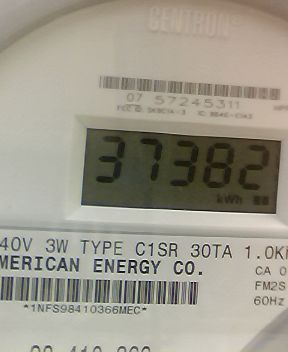 CENTRON®
07 57245311
37382
kWh
40V 3W TYPE C1SR 30TA 1.0K
MERICAN ENERGY CO.
CA 0
FM2S
60Hz
*1NFS98410366MEC*